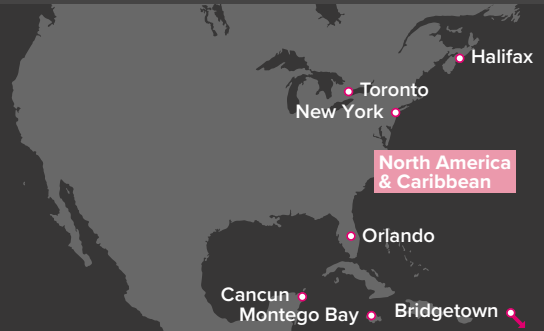 Halifax
Toronto
New York
North America
& Caribbean
Orlando
Cancun
Montego Bay
Bridgetown